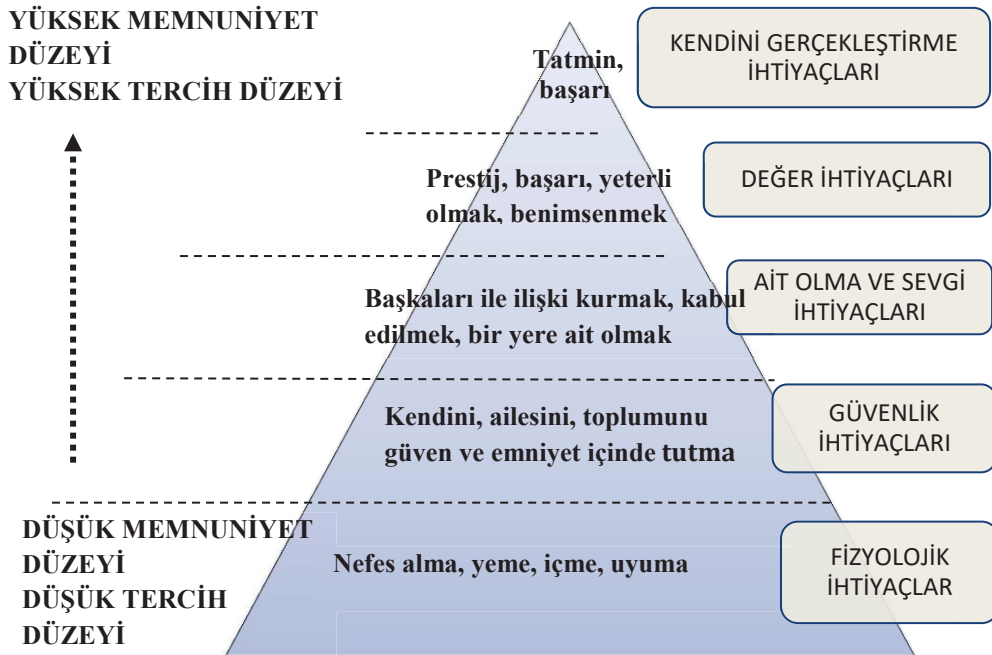 YÜKSEK MEMNUNİYET
DÜZEYİ
YÜKSEK TERCİH DÜZEYİ
Tatmin,
başarı
KENDİNİ GERÇEKLEŞTİRME
İHTİYAÇLARI
Prestij, başarı, yeterli
olmak, benimsenmek
DEĞER İHTİYAÇLARI
Başkaları ile ilişki kurmak, kabul
edilmek, bir yere ait olmak
AİT OLMA VE SEVGİ
İHTİYAÇLARI
Kendini, ailesini, toplumunu
güven ve emniyet içinde tutma
GÜVENLİK
İHTİYAÇLARI
DÜŞÜK MEMNUNİYET
DÜZEYİ
DÜŞÜK TERCİH
DÜZEYİ
Nefes alma, yeme, içme, uyuma
FİZYOLOJİK
İHTİYAÇLAR